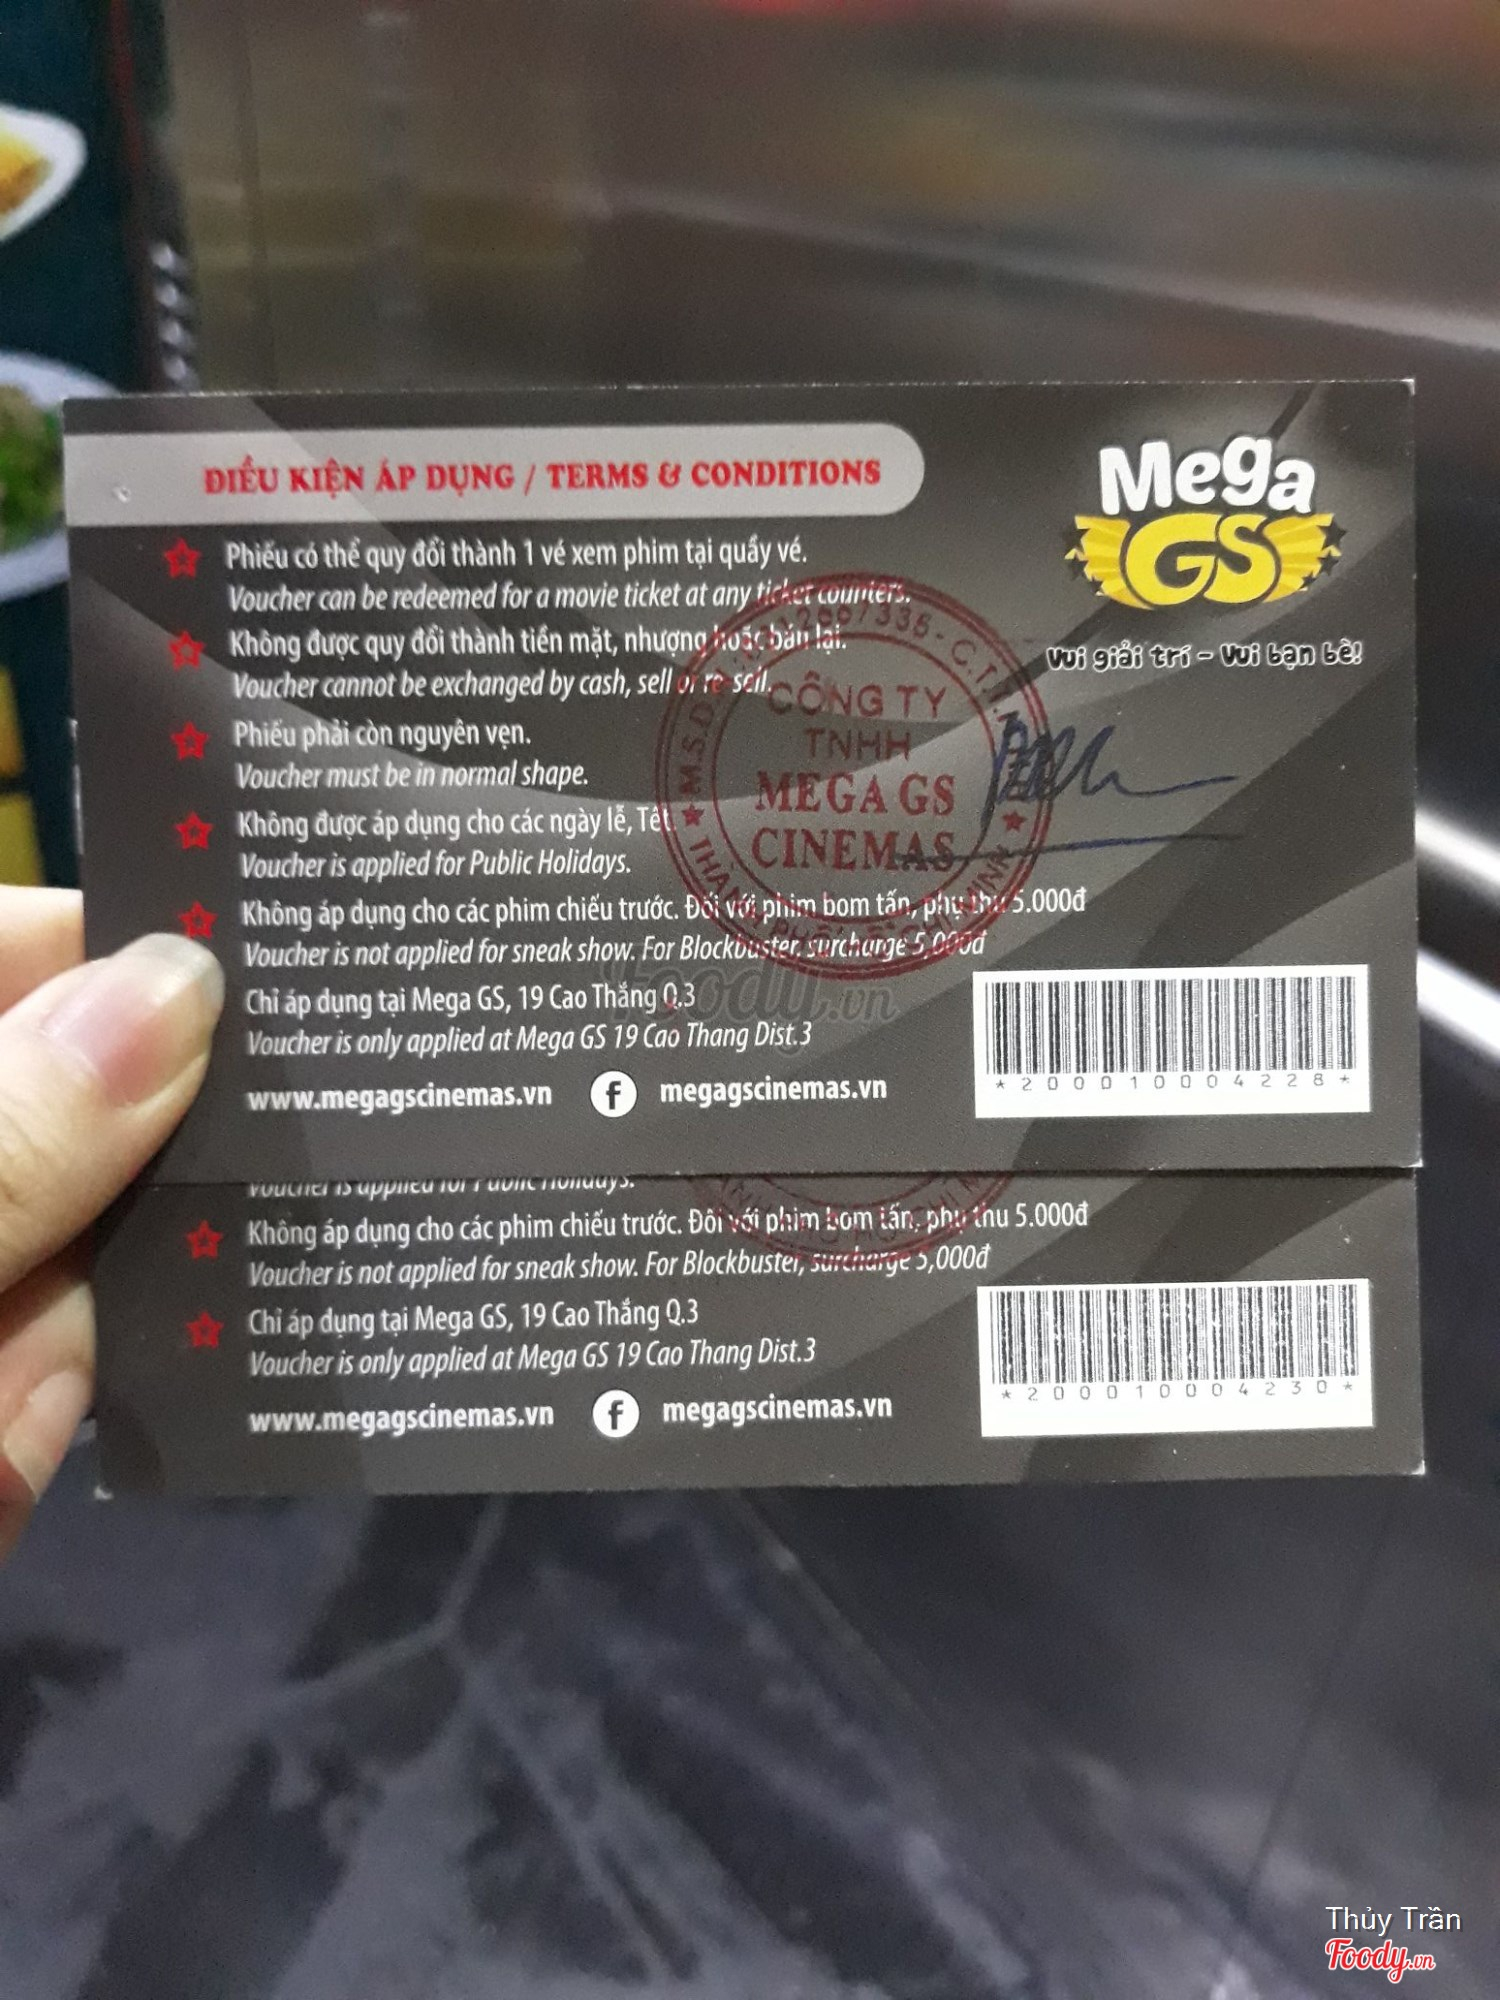 ĐIỀU KIỆN ÁP DỤNG / TERMS & CONDITIONS
Mega
GS
Vui giải trí - Vui bạn bè!
Phiếu có thể quy đổi thành 1 vé xem phim tại quầy vé.
Voucher can be redeemed for a movie ticket at any ticket counters.
Không được quy đổi thành tiền mặt, nhượng hoặc bán lại.
Voucher cannot be exchanged by cash, sell or re-sell.
Phiếu phải còn nguyên vẹn.
Voucher must be in normal shape.
Không được áp dụng cho các ngày lễ, Tết.
Voucher is applied for Public Holidays.
Không áp dụng cho các phim chiếu trước. Đối với phim bom tấn, phụ thu 5.000đ
Voucher is not applied for sneak show. For Blockbuster, surcharge 5,000đ
Chỉ áp dụng tại Mega GS, 19 Cao Thắng Q.3
Voucher is only applied at Mega GS 19 Cao Thang Dist.3
www.megagscinemas.vn f megagscinemas.vn
*200010004228*
CÔNG TY
TNHH
MEGA GS
CINEMAS
Foody.vn
Voucher is applied for Public Holidays.
Không áp dụng cho các phim chiếu trước. Đối với phim bom tấn, phụ thu 5.000đ
Voucher is not applied for sneak show. For Blockbuster, surcharge 5,000đ
Chỉ áp dụng tại Mega GS, 19 Cao Thắng Q.3
Voucher is only applied at Mega GS 19 Cao Thang Dist.3
www.megagscinemas.vn f megagscinemas.vn
*200010004230*
Thủy Trần
Foody.vn